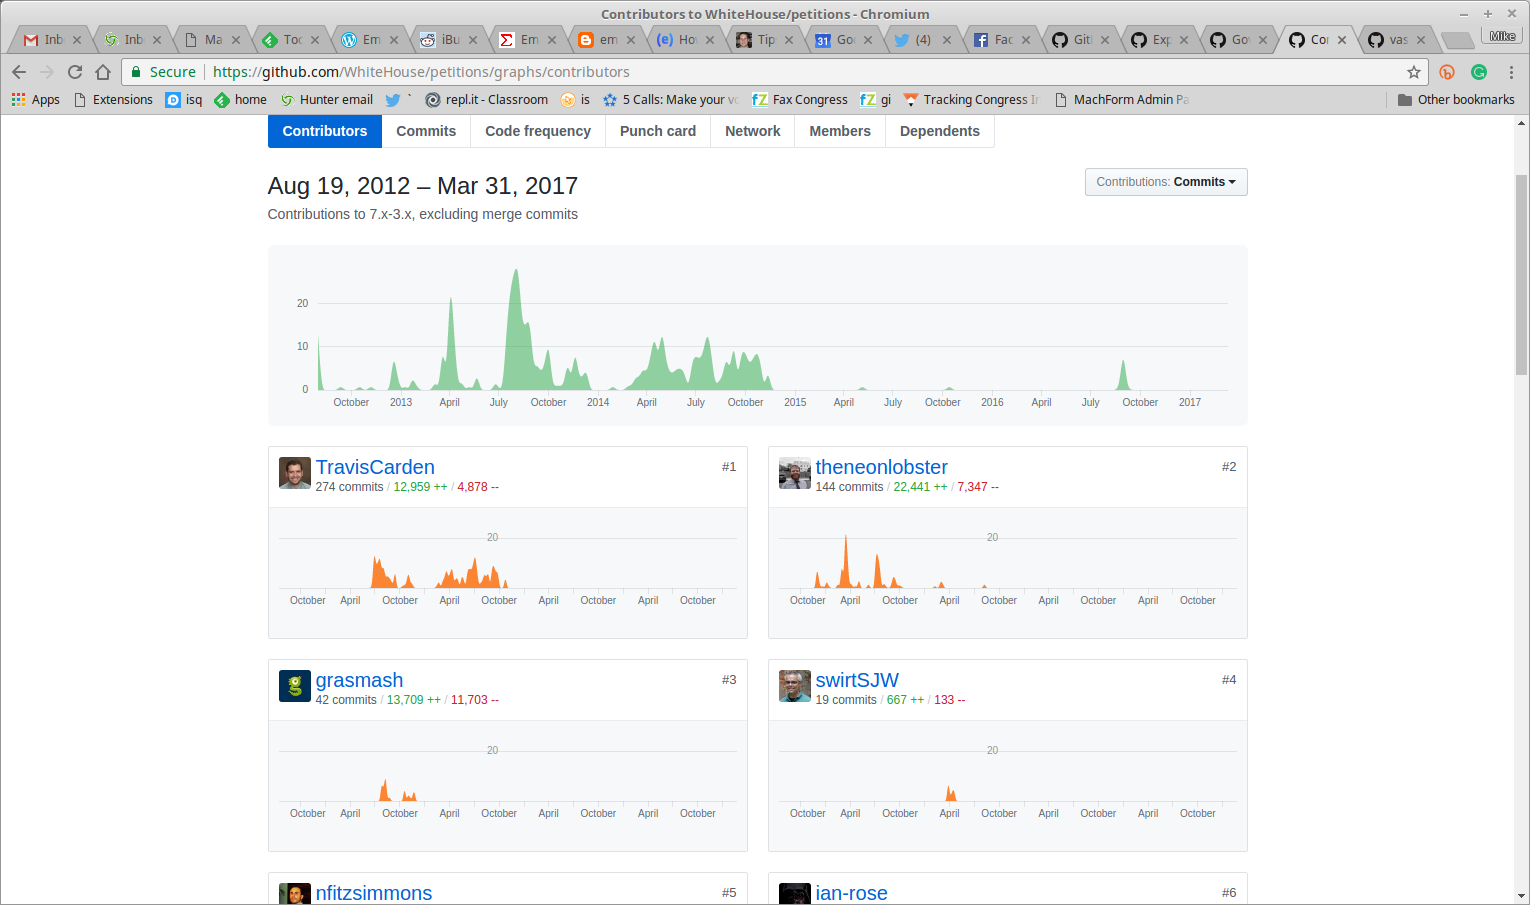 Contributors to WhiteHouse/petitions - Chromium
Inb Inb Ma Too Em iBu Em em Ho Tip Goo (4) Fac Git Exp Go Co vas Mike
Secure https://github.com/WhiteHouse/petitions/graphs/contributors
Apps Extensions isq home Hunter email ` repl.it - Classroom is 5 Calls: Make your vo Fax Congress gi Tracking Congress In MachForm Admin Pa Other bookmarks
Contributors Commits Code frequency Punch card Network Members Dependents
Aug 19, 2012 – Mar 31, 2017
Contributions: Commits
Contributions to 7.x-3.x, excluding merge commits
20
10
0
October 2013 April July October 2014 April July October 2015 April July October 2016 April July October 2017
TravisCarden #1
274 commits / 12,959 ++ / 4,878 --
20
October April October April October April October April October
theneonlobster #2
144 commits / 22,441 ++ / 7,347 --
20
October April October April October April October April October
grasmash #3
42 commits / 13,709 ++ / 11,703 --
20
October April October April October April October April October
swirtSJW #4
19 commits / 667 ++ / 133 --
20
October April October April October April October April October
nfitzsimmons #5
ian-rose #6